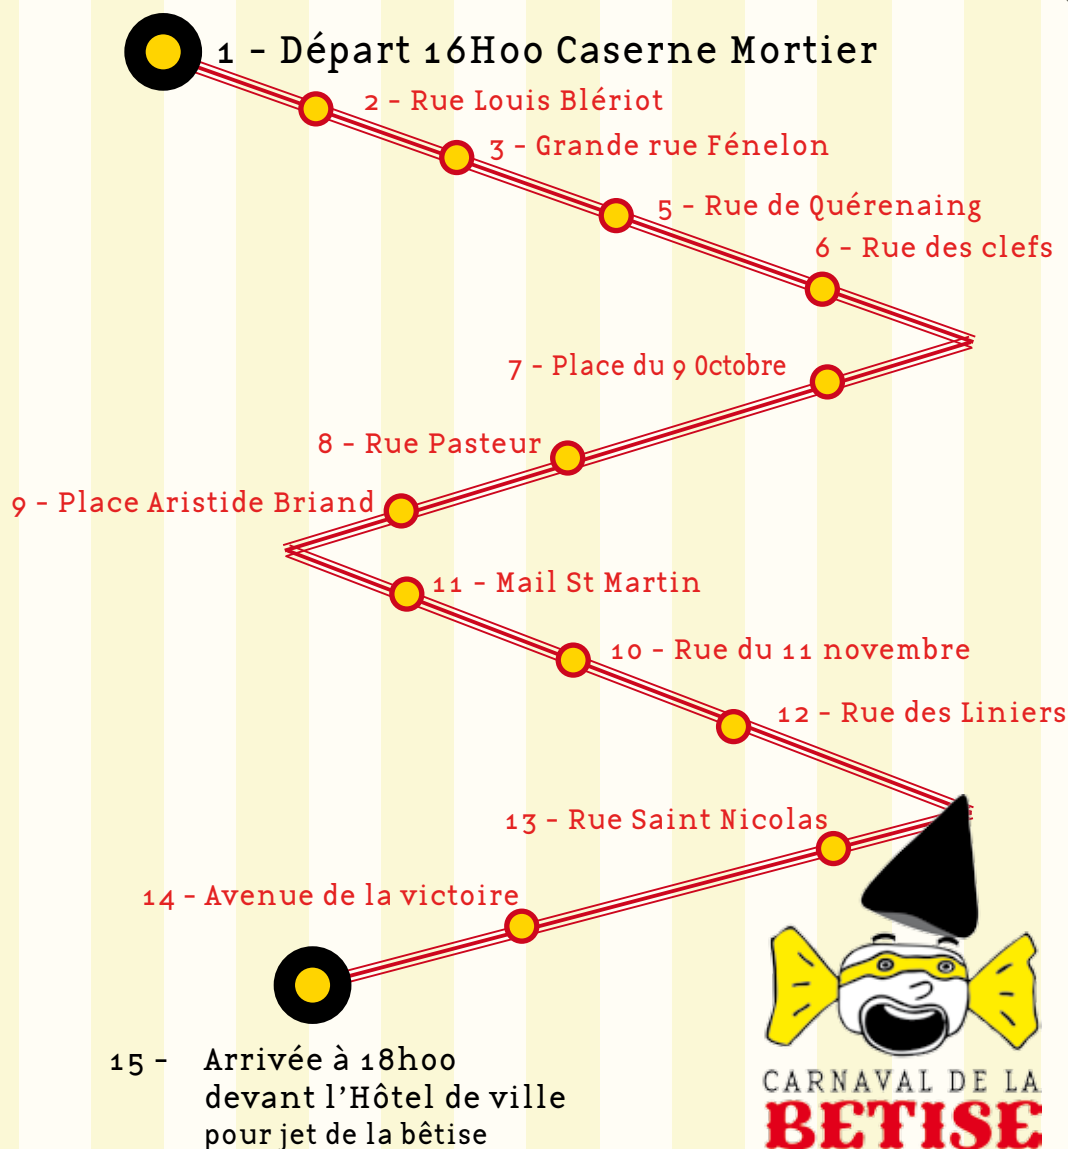 1 - Départ 16H00 Caserne Mortier
2 - Rue Louis Blériot
3 - Grande rue Fénelon
5 - Rue de Quérenaing
6 - Rue des clefs
7 - Place du 9 Octobre
8 - Rue Pasteur
9 - Place Aristide Briand
11 - Mail St Martin
10 - Rue du 11 novembre
12 - Rue des Liniers
13 - Rue Saint Nicolas
14 - Avenue de la victoire
15 - Arrivée à 18h00
devant l'Hôtel de ville
pour jet de la bêtise
CARNAVAL DE LA
BETISE